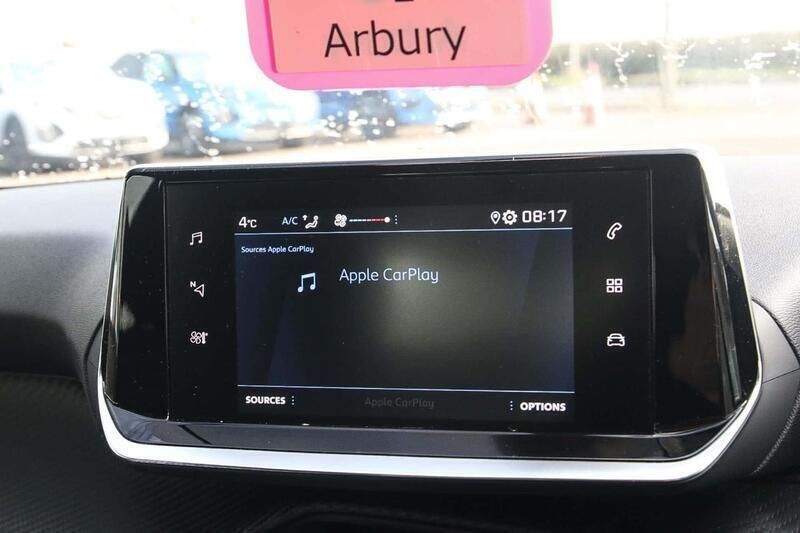 Arbury
4°C A/C 08:17
Sources Apple CarPlay
Apple CarPlay
SOURCES Apple CarPlay OPTIONS
N